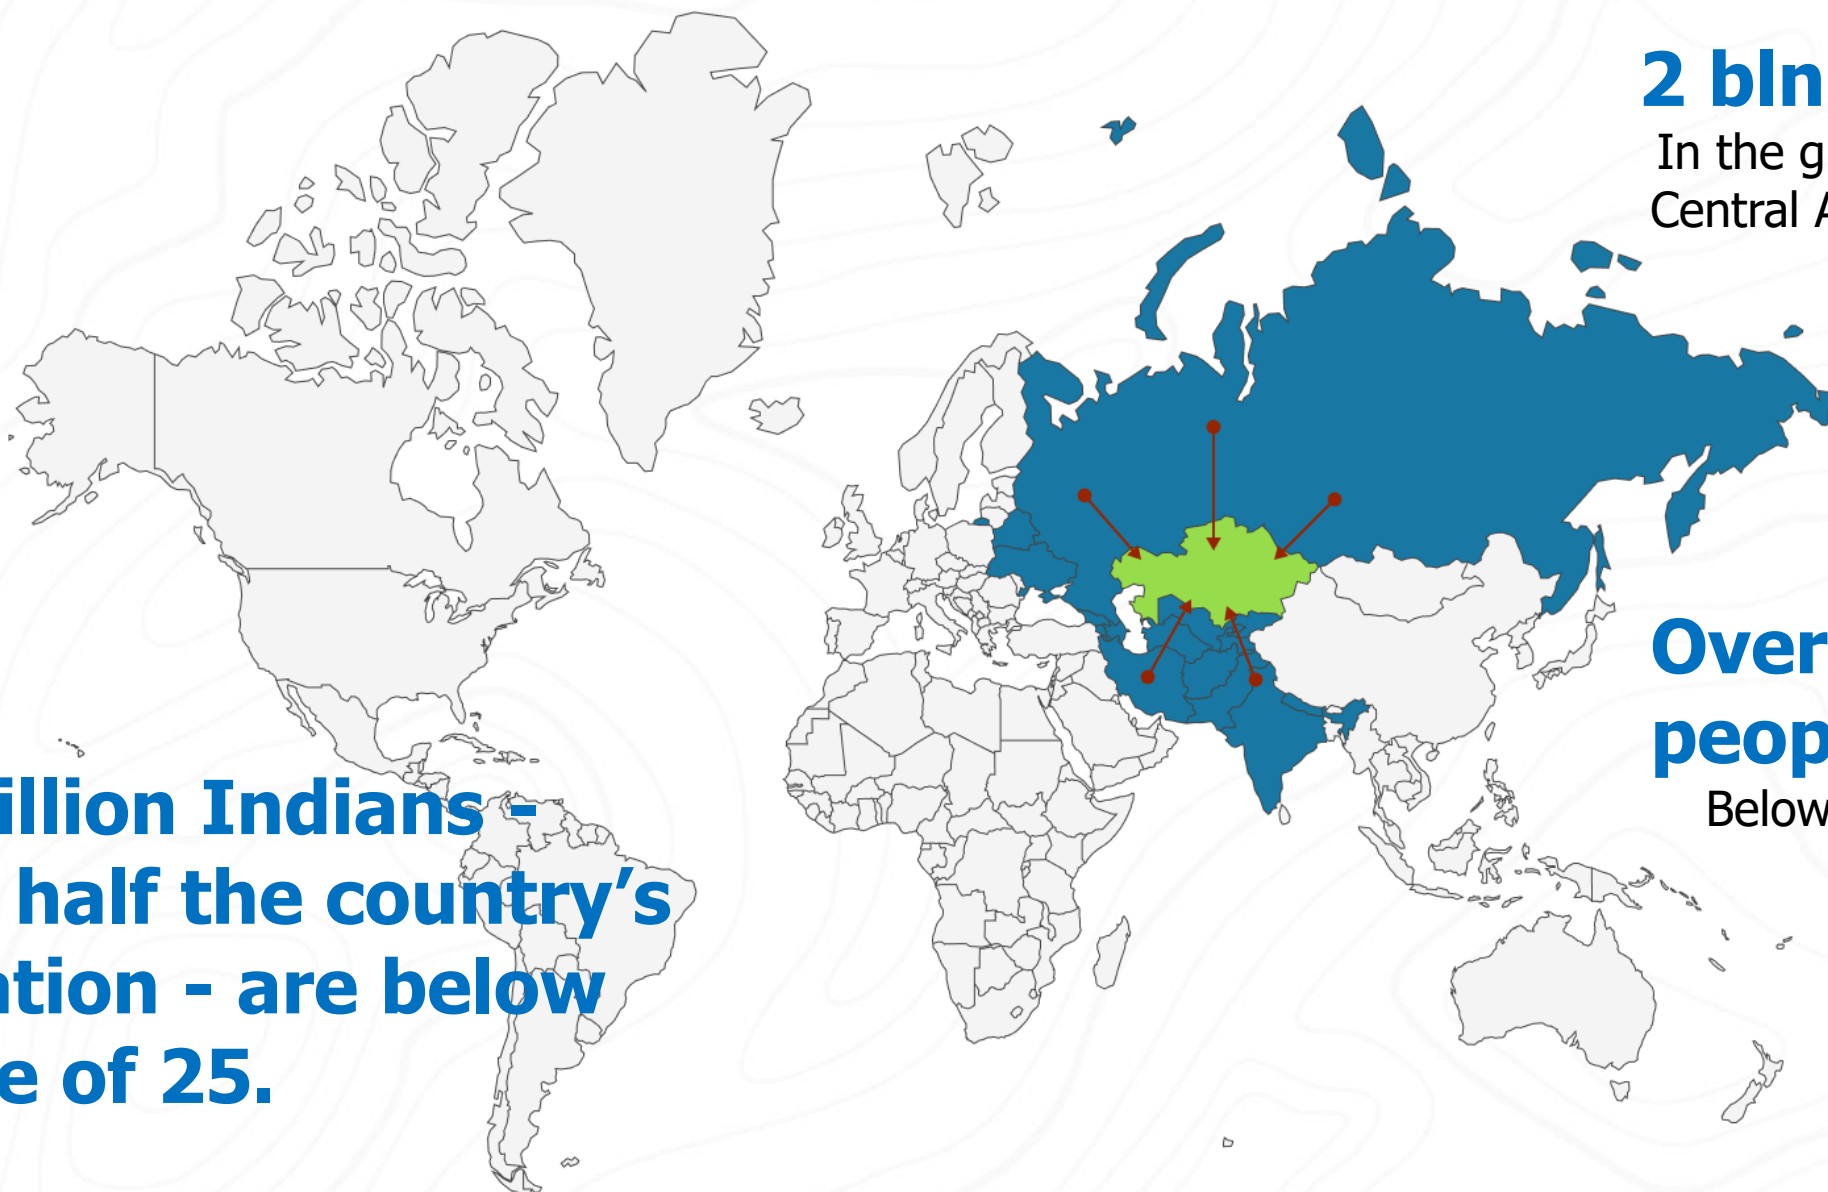 2 bln
In the g
Central A
Over
peop
Below
illion Indians -
half the country’s
ation - are below
e of 25.